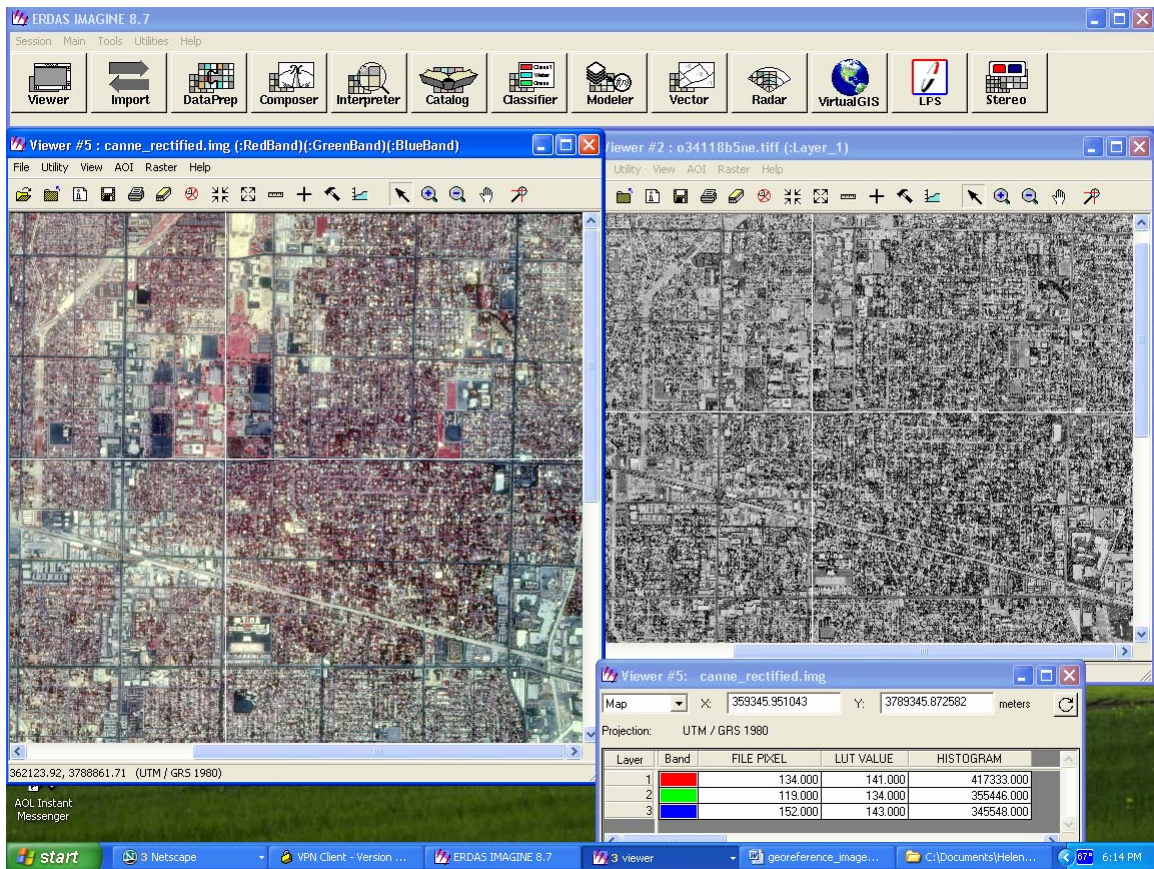 ERDAS IMAGINE 8.7
Session Main Tools Utilities Help
Viewer Import DataPrep Composer Interpreter Catalog Classifier Modeler Vector Radar VirtualGIS LPS Stereo
Viewer #5 : canne_rectified.img (:RedBand)(:GreenBand)(:BlueBand)
File Utility View AOI Raster Help
362123.92, 3788861.71 (UTM / GRS 1980)
Viewer #2 : o34118b5ne.tiff (:Layer_1)
Utility View AOI Raster Help
Viewer #5: canne_rectified.img
Map X: 359345.951043 Y: 3789345.872582 meters
Projection: UTM / GRS 1980
Layer Band FILE PIXEL LUT VALUE HISTOGRAM
1 134.000 141.000 417333.000
2 119.000 134.000 355446.000
3 152.000 143.000 345548.000
AOL Instant
Messenger
start 3 Netscape VPN Client - Version ... ERDAS IMAGINE 8.7 3 viewer georeference_image... C:\Documents\Helen... 67° 6:14 PM